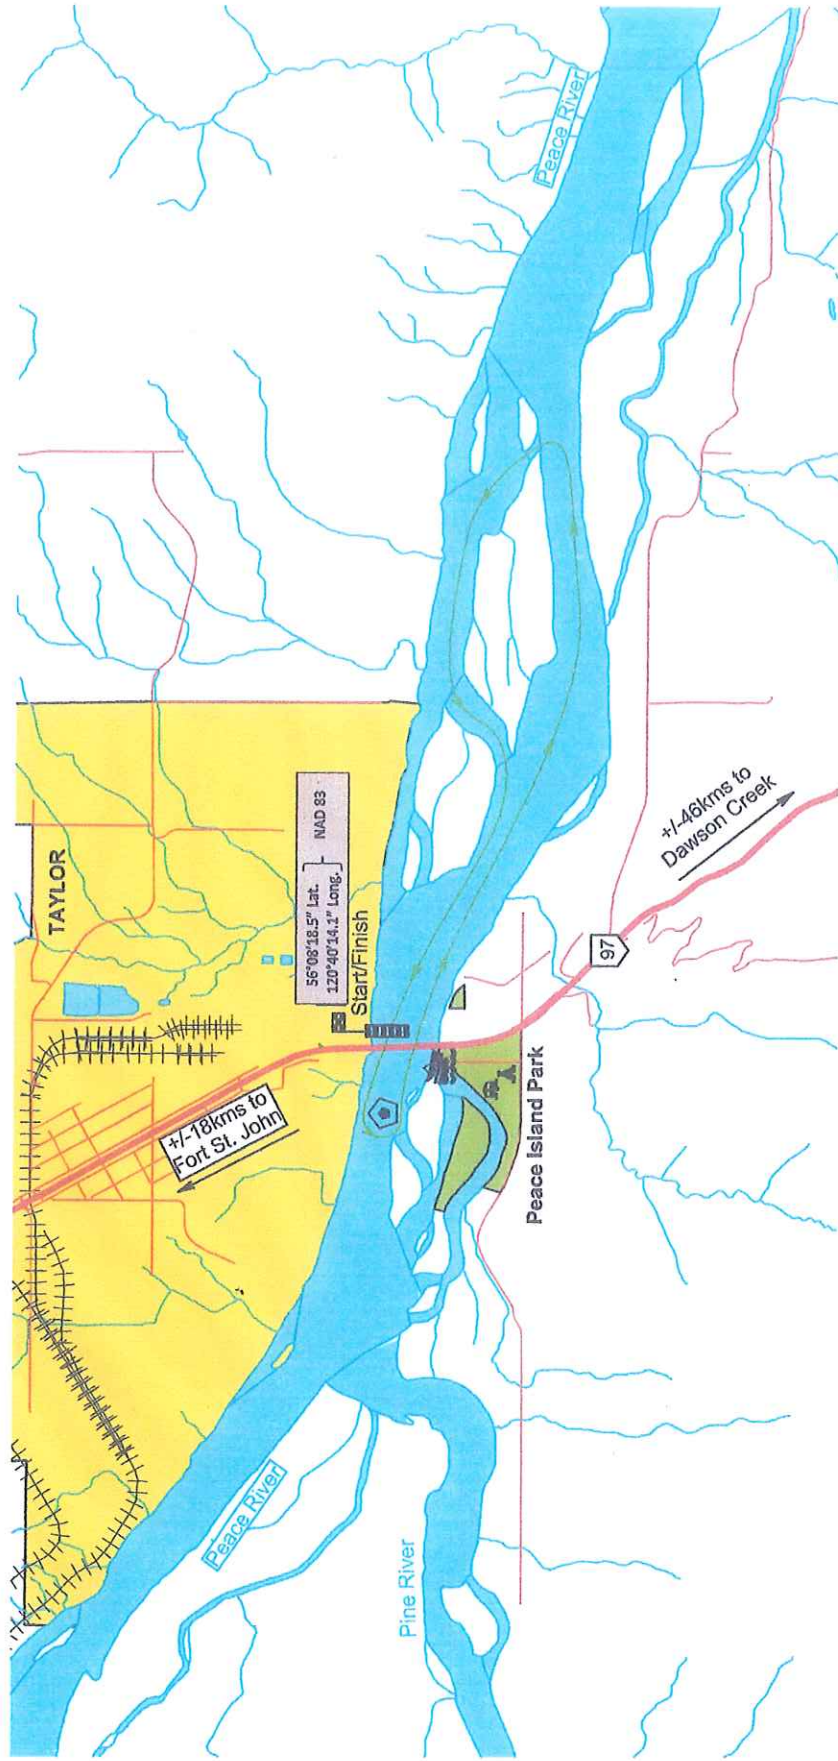 TAYLOR
56°08'18.5" Lat.
120°40'14.1" Long.
NAD 83
Start/Finish
+/-18kms to
Fort St. John
Peace River
Peace River
Pine River
Peace Island Park
97
+/-46kms to
Dawson Creek